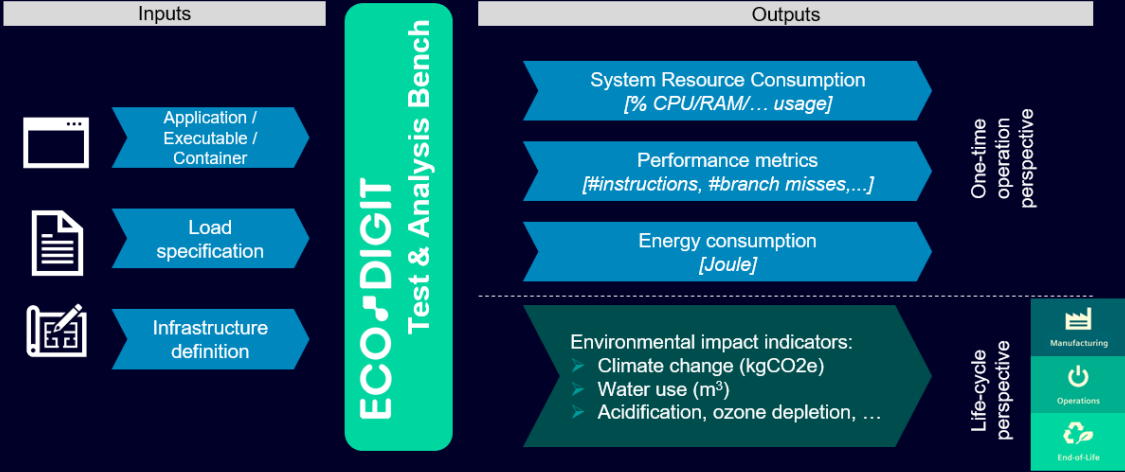 Inputs
Outputs
Application /
Executable /
Container
Load
specification
Infrastructure
definition
ECODIGIT
Test & Analysis Bench
System Resource Consumption
[% CPU/RAM/… usage]
Performance metrics
[#instructions, #branch misses,...]
Energy consumption
[Joule]
One-time
operation
perspective
Environmental impact indicators:
Climate change (kgCO2e)
Water use (m³)
Acidification, ozone depletion, …
Life-cycle
perspective
Manufacturing
Operations
End-of-Life